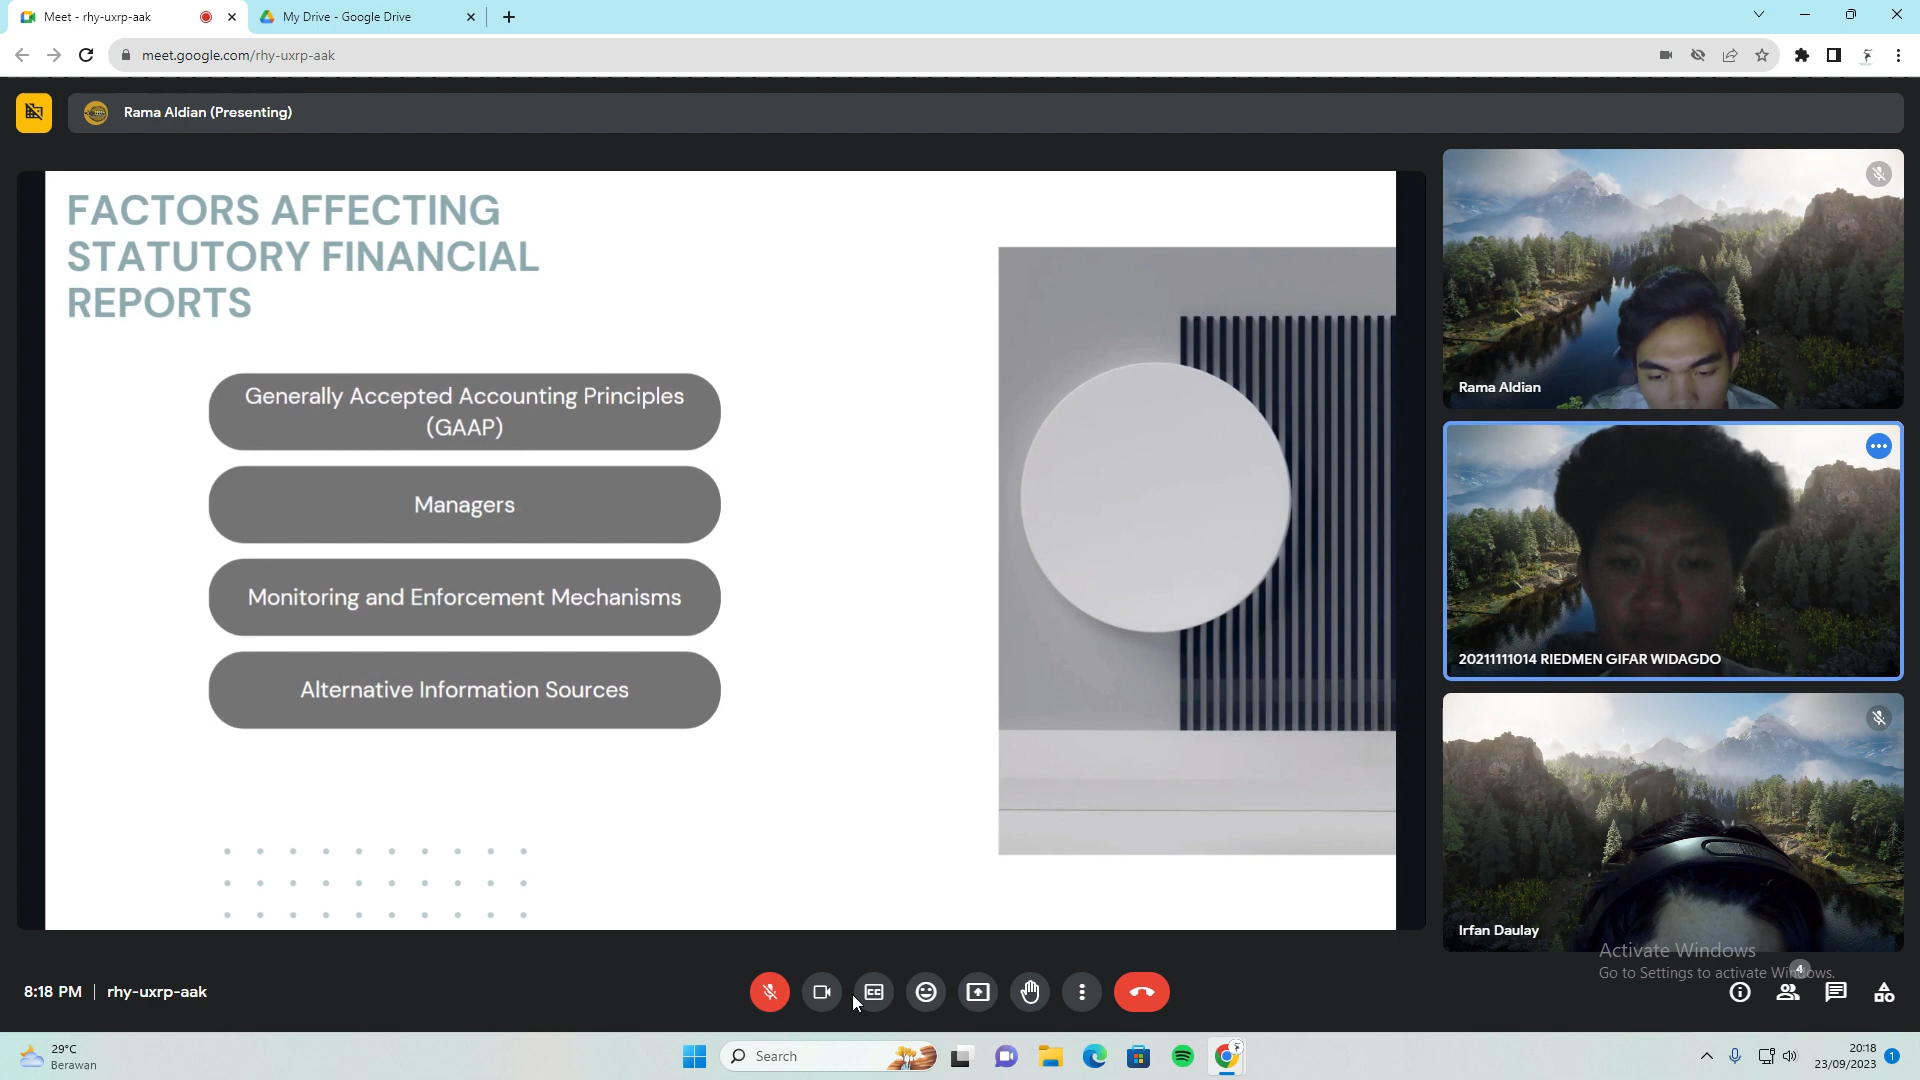 Meet - rhy-uxrp-aak
My Drive - Google Drive
meet.google.com/rhy-uxrp-aak
Rama Aldian (Presenting)
FACTORS AFFECTING
STATUTORY FINANCIAL
REPORTS
Generally Accepted Accounting Principles
(GAAP)
Managers
Monitoring and Enforcement Mechanisms
Alternative Information Sources
Rama Aldian
20211111014 RIEDMEN GIFAR WIDAGDO
Irfan Daulay
Activate Windows
Go to Settings to activate Windows.
4
8:18 PM | rhy-uxrp-aak
CC
29°C
Berawan
Search
20:18
23/09/2023
1